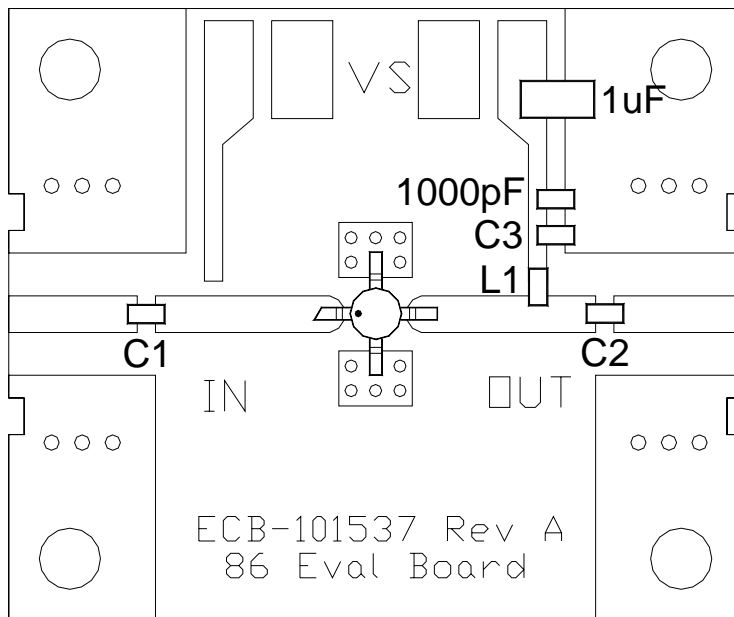 VS
1uF
1000pF
C3
L1
C1
C2
IN
OUT
ECB-101537 Rev A
86 Eval Board